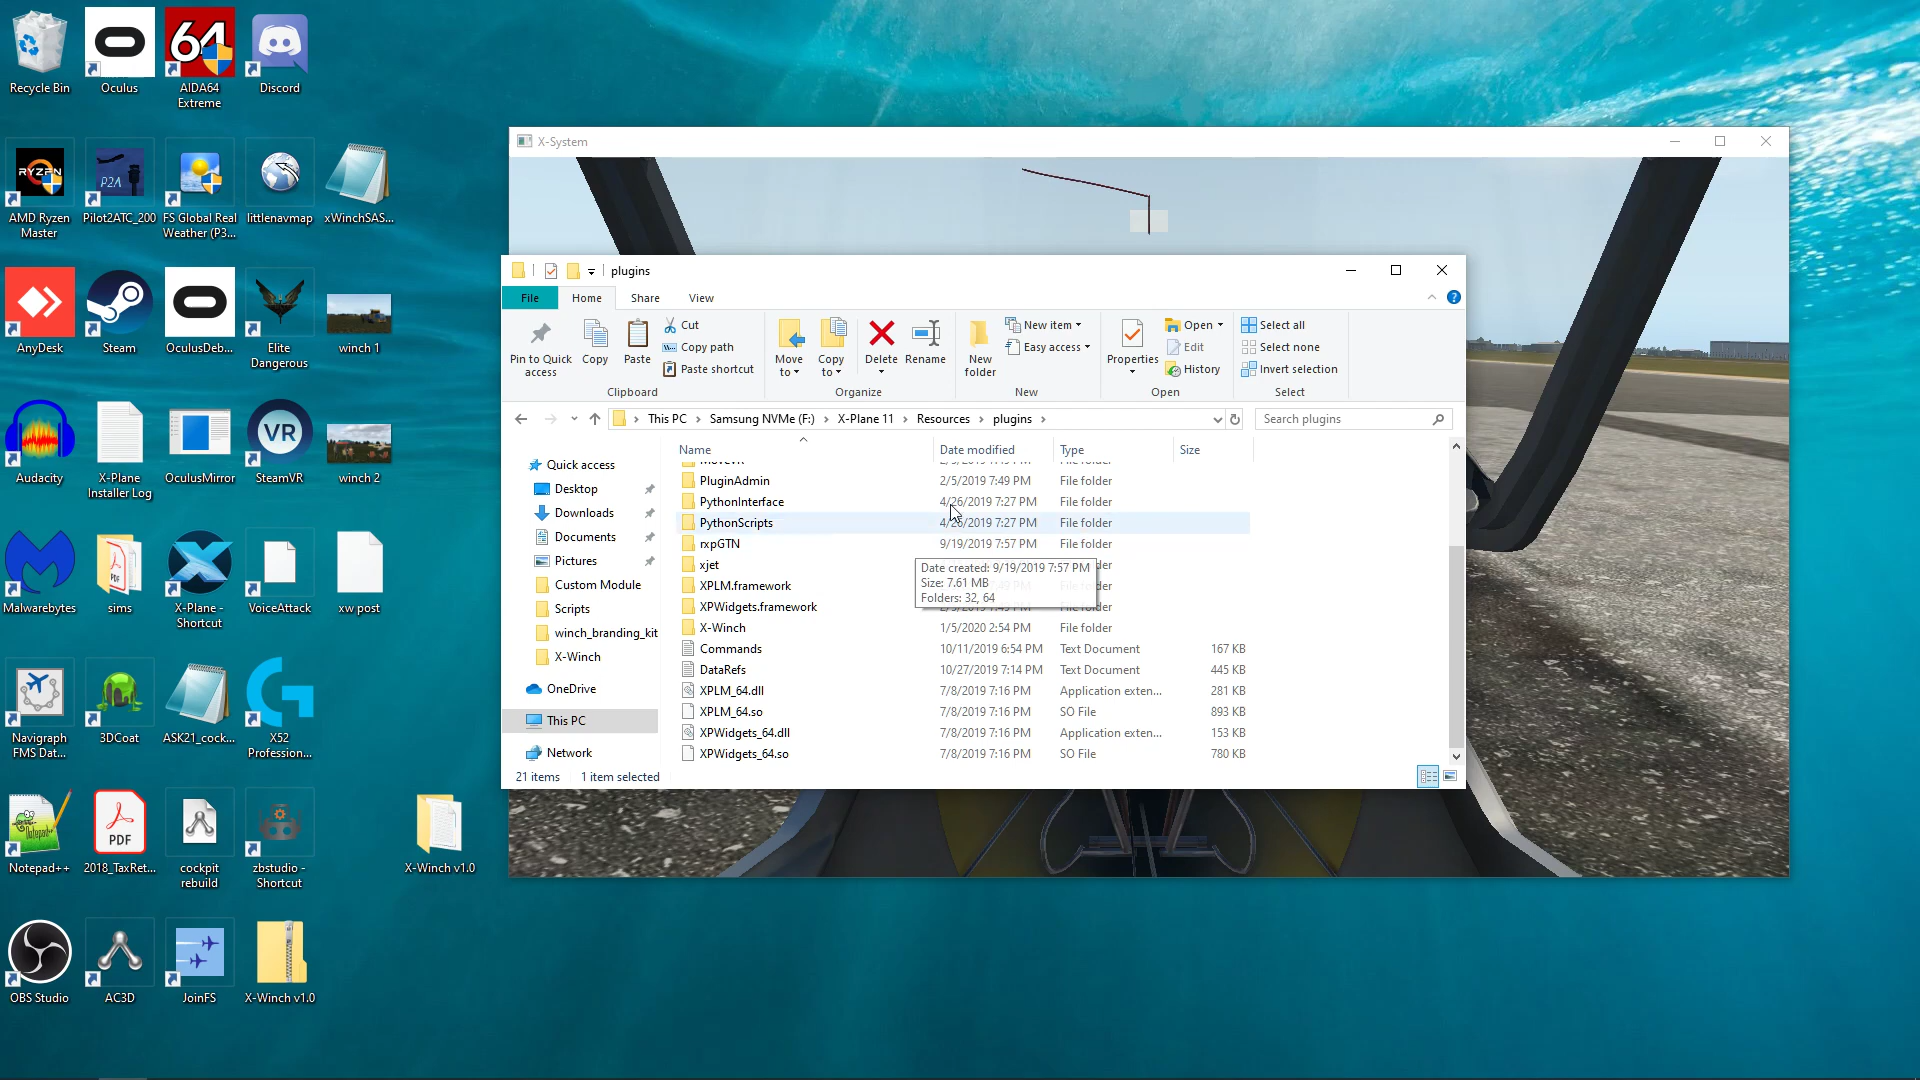 Recycle Bin
Oculus
AIDA64
Extreme
Discord
AMD Ryzen
Master
Pilot2ATC_200
FS Global Real
Weather (P3...
littlenavmap
xWinchSAS...
AnyDesk
Steam
OculusDeb...
Elite
Dangerous
winch 1
Audacity
X-Plane
Installer Log
OculusMirror
SteamVR
winch 2
Malwarebytes
sims
X-Plane -
Shortcut
VoiceAttack
xw post
Navigraph
FMS Dat...
3DCoat
ASK21_cock...
X52
Profession...
Notepad++
2018_TaxRet...
cockpit
rebuild
zbstudio -
Shortcut
X-Winch v1.0
OBS Studio
AC3D
JoinFS
X-Winch v1.0
64
RYZEN
P2A
VR
PDF
X-System
plugins
File Home Share View
Pin to Quick
access
Copy
Paste
Cut
Copy path
Paste shortcut
Clipboard
Move
to
Copy
to
Delete
Rename
Organize
New
folder
New item
Easy access
New
Properties
Open
Edit
History
Open
Select all
Select none
Invert selection
Select
This PC > Samsung NVMe (F:) > X-Plane 11 > Resources > plugins >
Search plugins
Quick access
Desktop
Downloads
Documents
Pictures
Custom Module
Scripts
winch_branding_kit
X-Winch
OneDrive
This PC
Network
Name Date modified Type Size
PluginAdmin 2/5/2019 7:49 PM File folder
PythonInterface 4/26/2019 7:27 PM File folder
PythonScripts 4/26/2019 7:27 PM File folder
rxpGTN 9/19/2019 7:57 PM File folder
xjet
XPLM.framework
XPWidgets.framework
Date created: 9/19/2019 7:57 PM
Size: 7.61 MB
Folders: 32, 64
X-Winch 1/5/2020 2:54 PM File folder
Commands 10/11/2019 6:54 PM Text Document 167 KB
DataRefs 10/27/2019 7:14 PM Text Document 445 KB
XPLM_64.dll 7/8/2019 7:16 PM Application exten... 281 KB
XPLM_64.so 7/8/2019 7:16 PM SO File 893 KB
XPWidgets_64.dll 7/8/2019 7:16 PM Application exten... 153 KB
XPWidgets_64.so 7/8/2019 7:16 PM SO File 780 KB
21 items 1 item selected